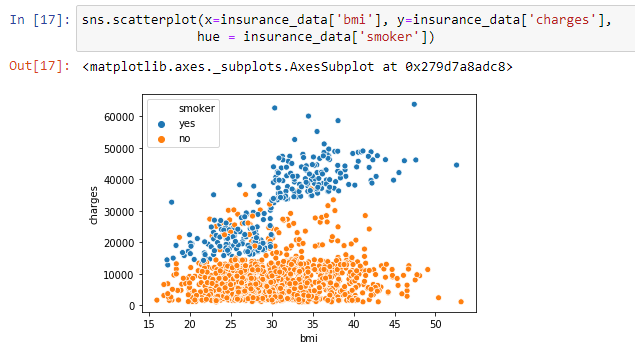 In [17]: sns.scatterplot(x=insurance_data['bmi'], y=insurance_data['charges'],
hue = insurance_data['smoker'])
Out[17]: <matplotlib.axes._subplots.AxesSubplot at 0x279d7a8adc8>
smoker
yes
no
60000
50000
40000
30000
20000
10000
0
charges
15 20 25 30 35 40 45 50
bmi